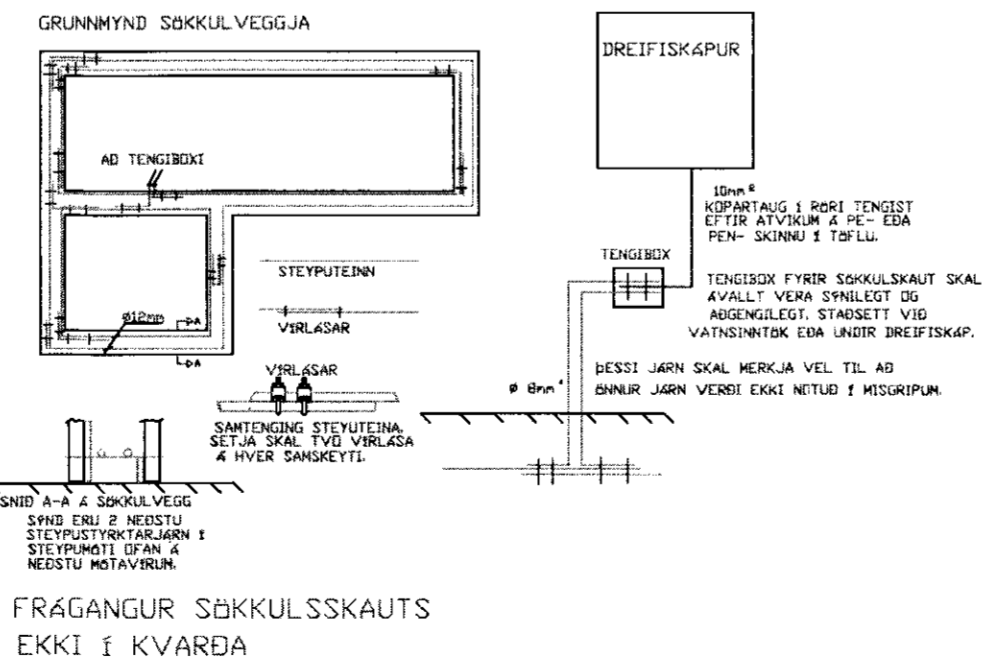 GRUNNMYND SÖKKULVEGGJA
AÐ TENGIBOXI
Ø12mm
A
A
STEYPUTEINN
VÍRLÁSAR
VÍRLÁSAR
SAMTENGING STEYUTEINA.
SETJA SKAL TVO VÍRLÁSA
Á HVER SAMSKEYTI.
SNIÐ A-A Á SÖKKULVEGG
SÝND ERU 2 NEÐSTU
STEYPUSTYRKTARJÁRN Í
STEYPUMÓTI OFAN Á
NEÐSTU MÓTAVÍRUM.
DREIFISKÁPUR
10mm²
KOPARTAUG Í RÖRI TENGIST
EFTIR ATVIKUM Á PE- EÐA
PEN- SKINNU Í TÖFLU.
TENGIBOX
TENGIBOX FYRIR SÖKKULSKAUT SKAL
ÁVALLT VERA SÝNILEGT OG
AÐGENGILEGT. STAÐSETT VIÐ
VATNSINNTÖK EÐA UNDIR DREIFISKÁP.
ÞESSI JÁRN SKAL MERKJA VEL TIL AÐ
ÖNNUR JÁRN VERÐI EKKI NOTUÐ Í MISGRIPUM.
Ø 8mm
FRÁGANGUR SÖKKULSSKAUTS
EKKI Í KVARÐA